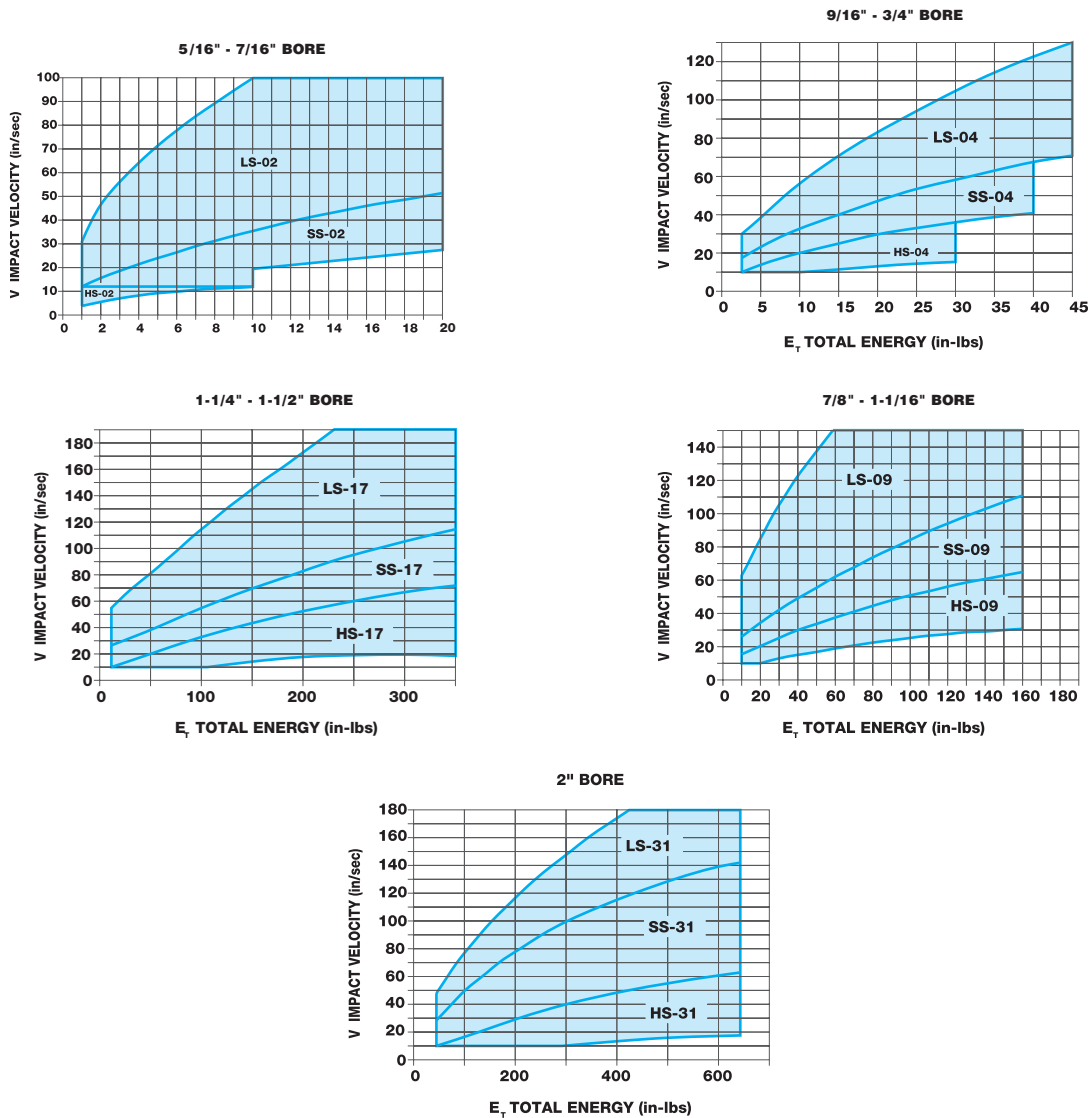 5/16" - 7/16" BORE
V IMPACT VELOCITY (in/sec)
100
90
80
70
60
50
40
30
20
10
0
LS-02
SS-02
HS-02
0 2 4 6 8 10 12 14 16 18 20
9/16" - 3/4" BORE
V IMPACT VELOCITY (in/sec)
120
100
80
60
40
20
0
LS-04
SS-04
HS-04
0 5 10 15 20 25 30 35 40 45
ET TOTAL ENERGY (in-lbs)
1-1/4" - 1-1/2" BORE
V IMPACT VELOCITY (in/sec)
180
160
140
120
100
80
60
40
20
0
LS-17
SS-17
HS-17
0 100 200 300
ET TOTAL ENERGY (in-lbs)
7/8" - 1-1/16" BORE
V IMPACT VELOCITY (in/sec)
140
120
100
80
60
40
20
0
LS-09
SS-09
HS-09
0 20 40 60 80 100 120 140 160 180
ET TOTAL ENERGY (in-lbs)
2" BORE
V IMPACT VELOCITY (in/sec)
180
160
140
120
100
80
60
40
20
0
LS-31
SS-31
HS-31
0 200 400 600
ET TOTAL ENERGY (in-lbs)